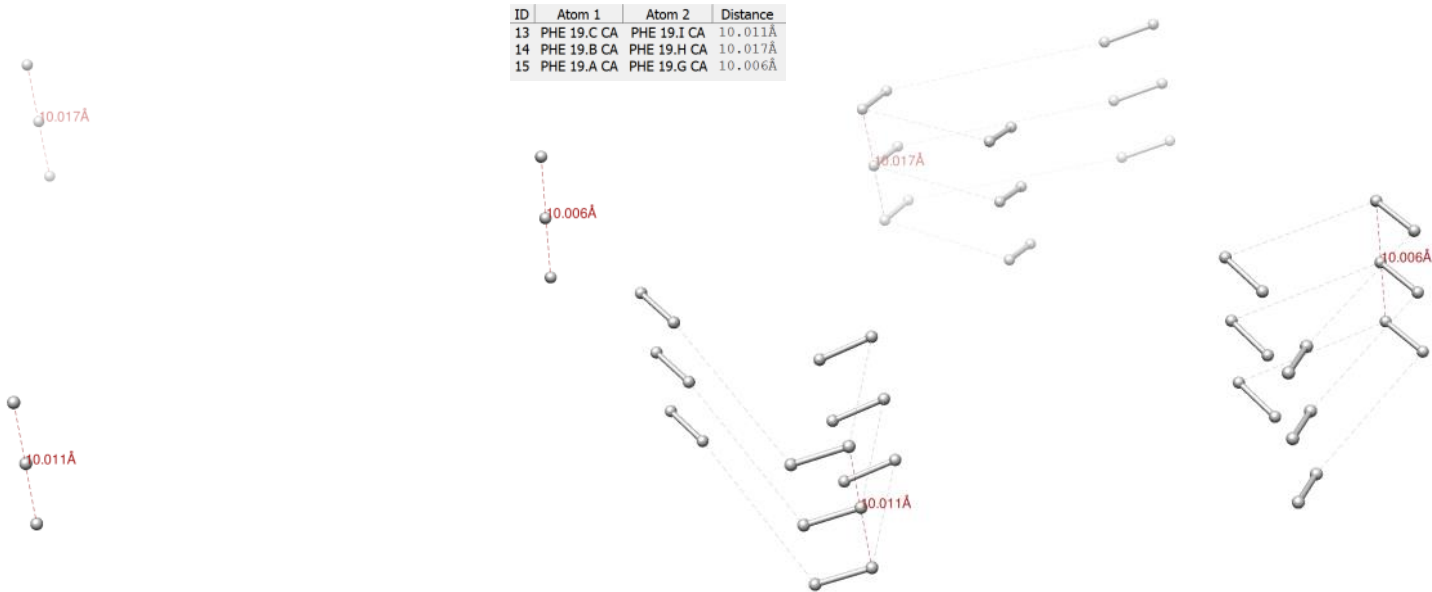 ID Atom 1 Atom 2 Distance
13 PHE 19.C CA PHE 19.I CA 10.011Å
14 PHE 19.B CA PHE 19.H CA 10.017Å
15 PHE 19.A CA PHE 19.G CA 10.006Å
10.017Å
10.017Å
10.006Å
10.006Å
10.011Å
10.011Å